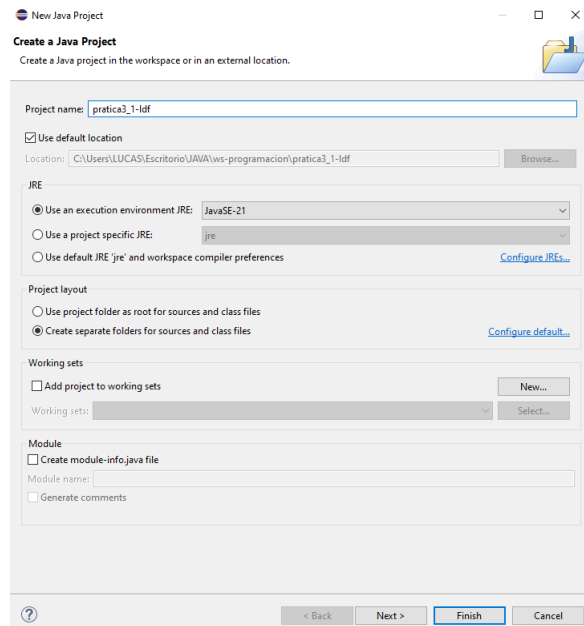 New Java Project
Create a Java Project
Create a Java project in the workspace or in an external location.
Project name: pratica3_1-ldf
Use default location
Location: C:\Users\LUCAS\Escritorio\JAVA\ws-programacion\pratica3_1-ldf Browse...
JRE
Use an execution environment JRE: JavaSE-21
Use a project specific JRE: jre
Use default JRE 'jre' and workspace compiler preferences Configure JREs...
Project layout
Use project folder as root for sources and class files
Create separate folders for sources and class files Configure default...
Working sets
Add project to working sets New...
Working sets: Select...
Module
Create module-info.java file
Module name:
Generate comments
? < Back Next > Finish Cancel